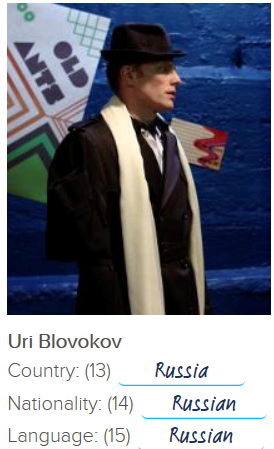 OLD
ANTS
Uri Blovokov
Country: (13) Russia
Nationality: (14) Russian
Language: (15) Russian